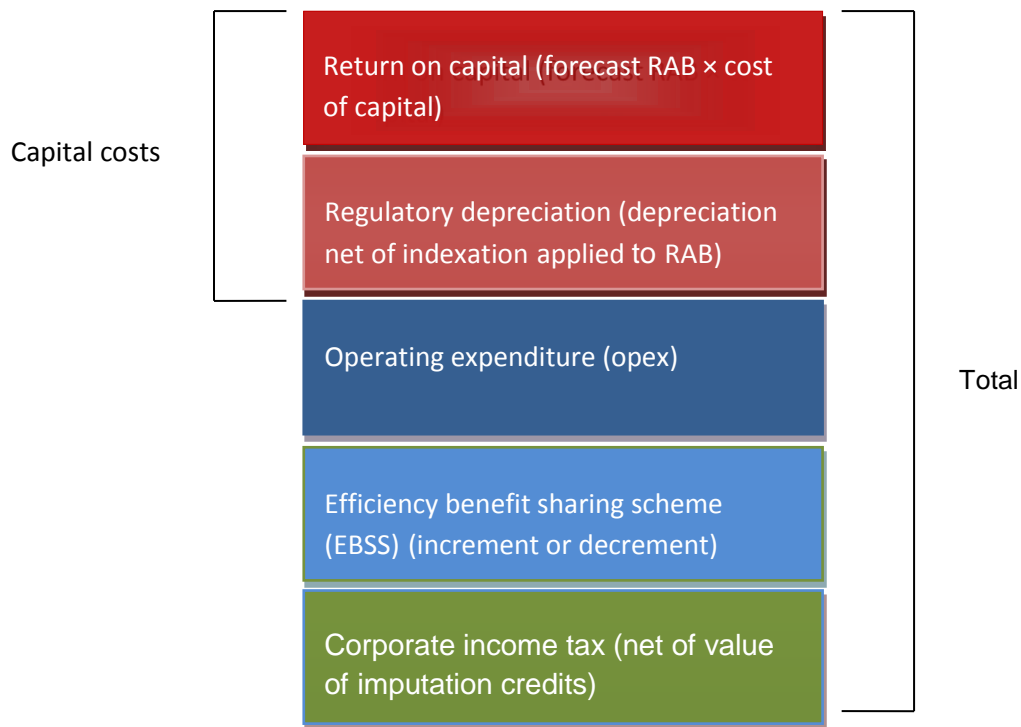 Return on capital (forecast RAB × cost
of capital)
Capital costs
Regulatory depreciation (depreciation
net of indexation applied to RAB)
Operating expenditure (opex)
Total
Efficiency benefit sharing scheme
(EBSS) (increment or decrement)
Corporate income tax (net of value
of imputation credits)